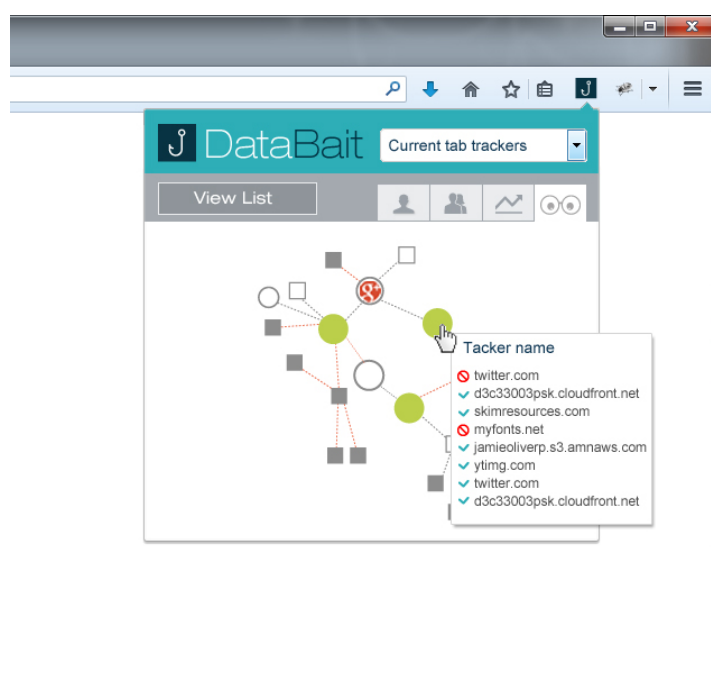 DataBait
Current tab trackers
View List
g+
Tacker name
twitter.com
d3c33003psk.cloudfront.net
skimresources.com
myfonts.net
jamieoliverp.s3.amnaws.com
ytimg.com
twitter.com
d3c33003psk.cloudfront.net